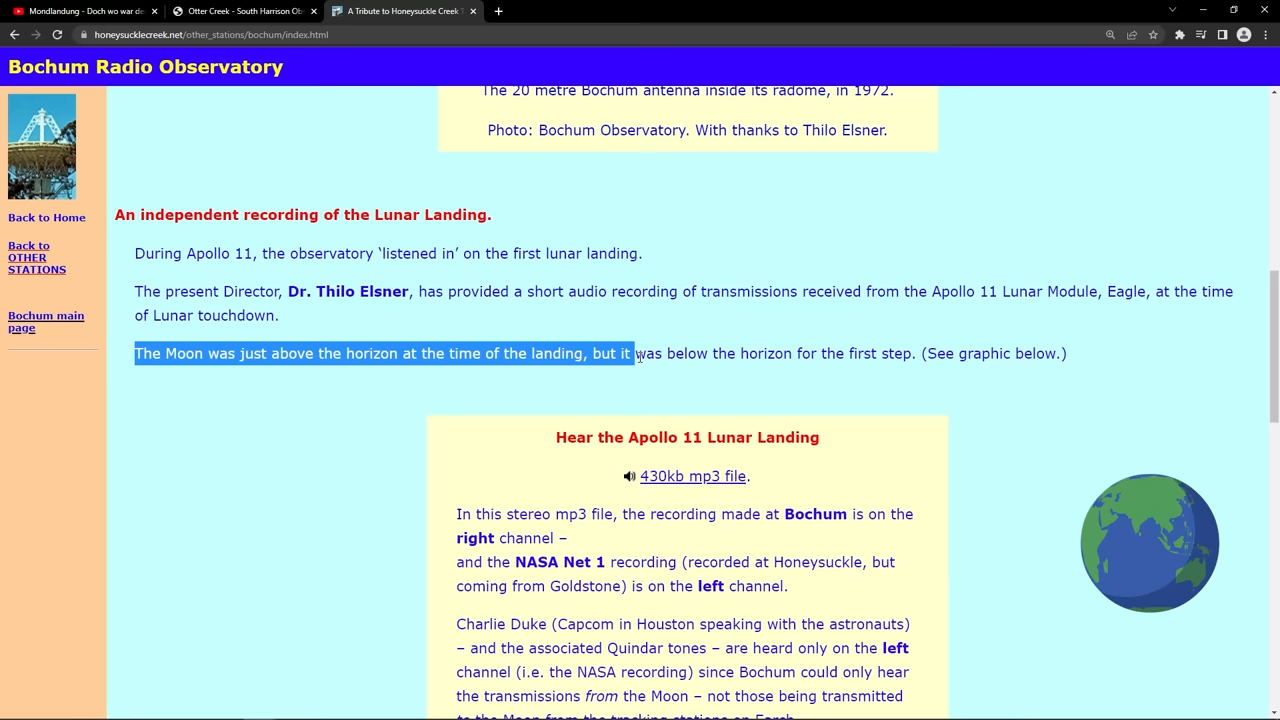 Mondlandung - Doch wo war de
Otter Creek - South Harrison Obs
A Tribute to Honeysuckle Creek T
honeysucklecreek.net/other_stations/bochum/index.html
Bochum Radio Observatory
Back to Home
Back to
OTHER
STATIONS
Bochum main
page
The 20 metre Bochum antenna inside its radome, in 1972.
Photo: Bochum Observatory. With thanks to Thilo Elsner.
An independent recording of the Lunar Landing.
During Apollo 11, the observatory ‘listened in’ on the first lunar landing.
The present Director, Dr. Thilo Elsner, has provided a short audio recording of transmissions received from the Apollo 11 Lunar Module, Eagle, at the time
of Lunar touchdown.
The Moon was just above the horizon at the time of the landing, but it was below the horizon for the first step. (See graphic below.)
Hear the Apollo 11 Lunar Landing
430kb mp3 file.
In this stereo mp3 file, the recording made at Bochum is on the
right channel –
and the NASA Net 1 recording (recorded at Honeysuckle, but
coming from Goldstone) is on the left channel.
Charlie Duke (Capcom in Houston speaking with the astronauts)
– and the associated Quindar tones – are heard only on the left
channel (i.e. the NASA recording) since Bochum could only hear
the transmissions from the Moon – not those being transmitted
to the Moon from the tracking stations on Earth.